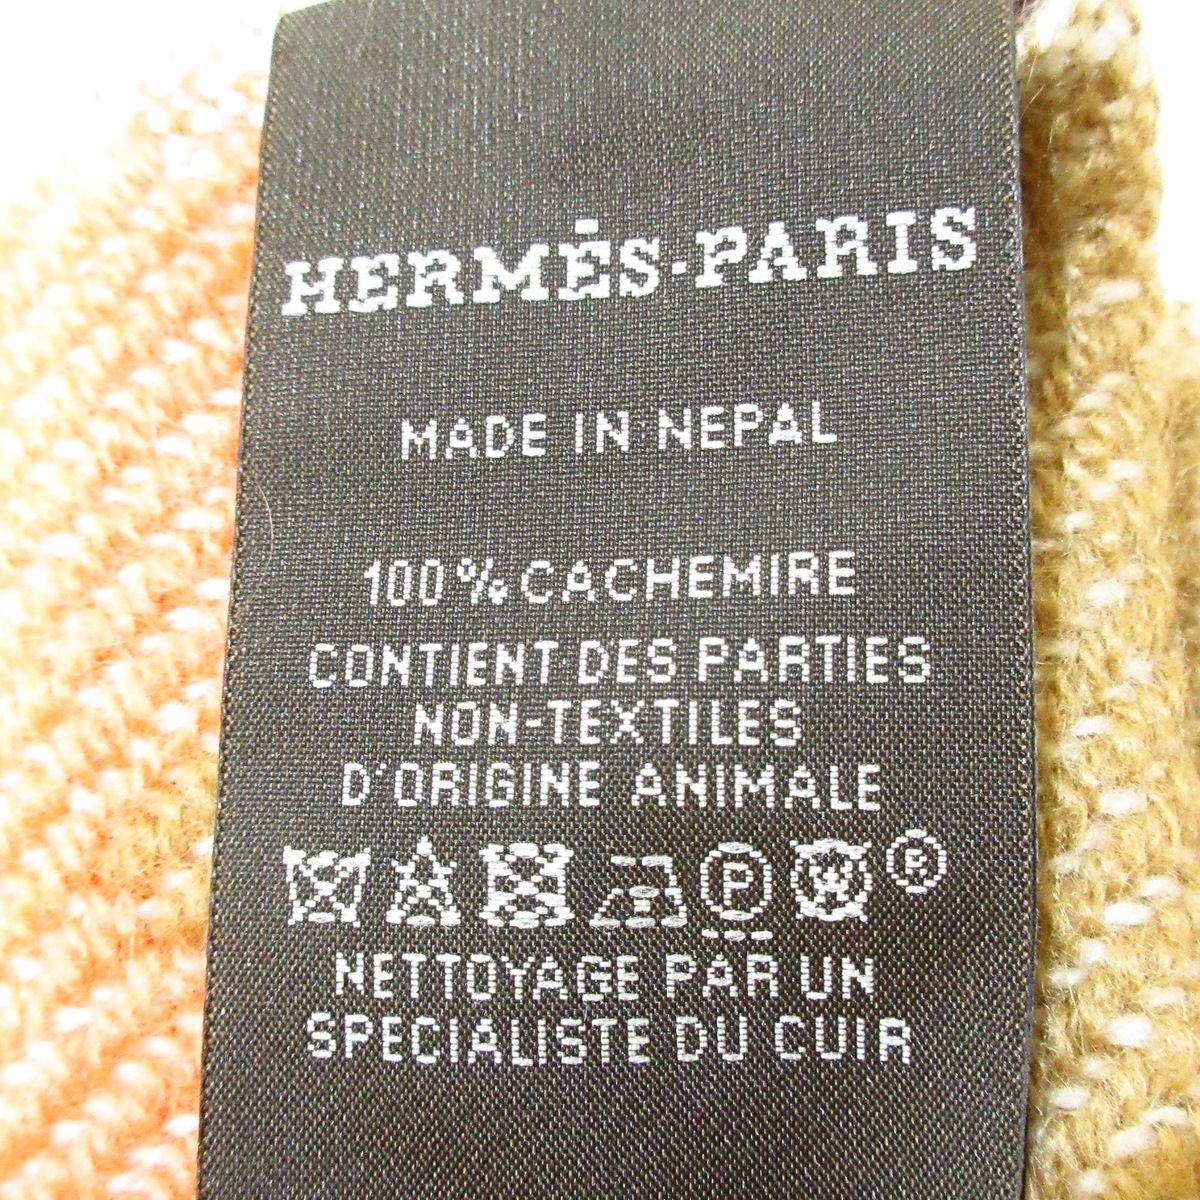 HERMÈS-PARIS
MADE IN NEPAL
100% CACHEMIRE
CONTIENT DES PARTIES
NON-TEXTILES
D'ORIGINE ANIMALE
P ®
NETTOYAGE PAR UN
SPECIALISTE DU CUIR